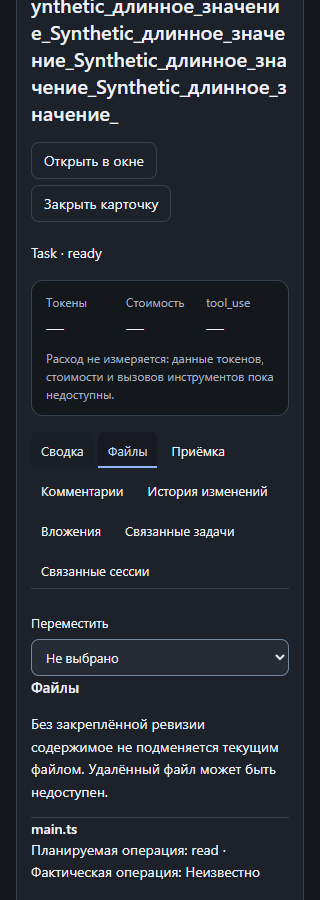 ynthetic_длинное_значени
е_Synthetic_длинное_значе
ние_Synthetic_длинное_зна
чение_Synthetic_длинное_з
начение_
Открыть в окне
Закрыть карточку
Task · ready
Токены Стоимость tool_use
— — —
Расход не измеряется: данные токенов,
стоимости и вызовов инструментов пока
недоступны.
Сводка Файлы Приёмка
Комментарии История изменений
Вложения Связанные задачи
Связанные сессии
Переместить
Не выбрано
Файлы
Без закреплённой ревизии
содержимое не подменяется текущим
файлом. Удалённый файл может быть
недоступен.
main.ts
Планируемая операция: read ·
Фактическая операция: Неизвестно